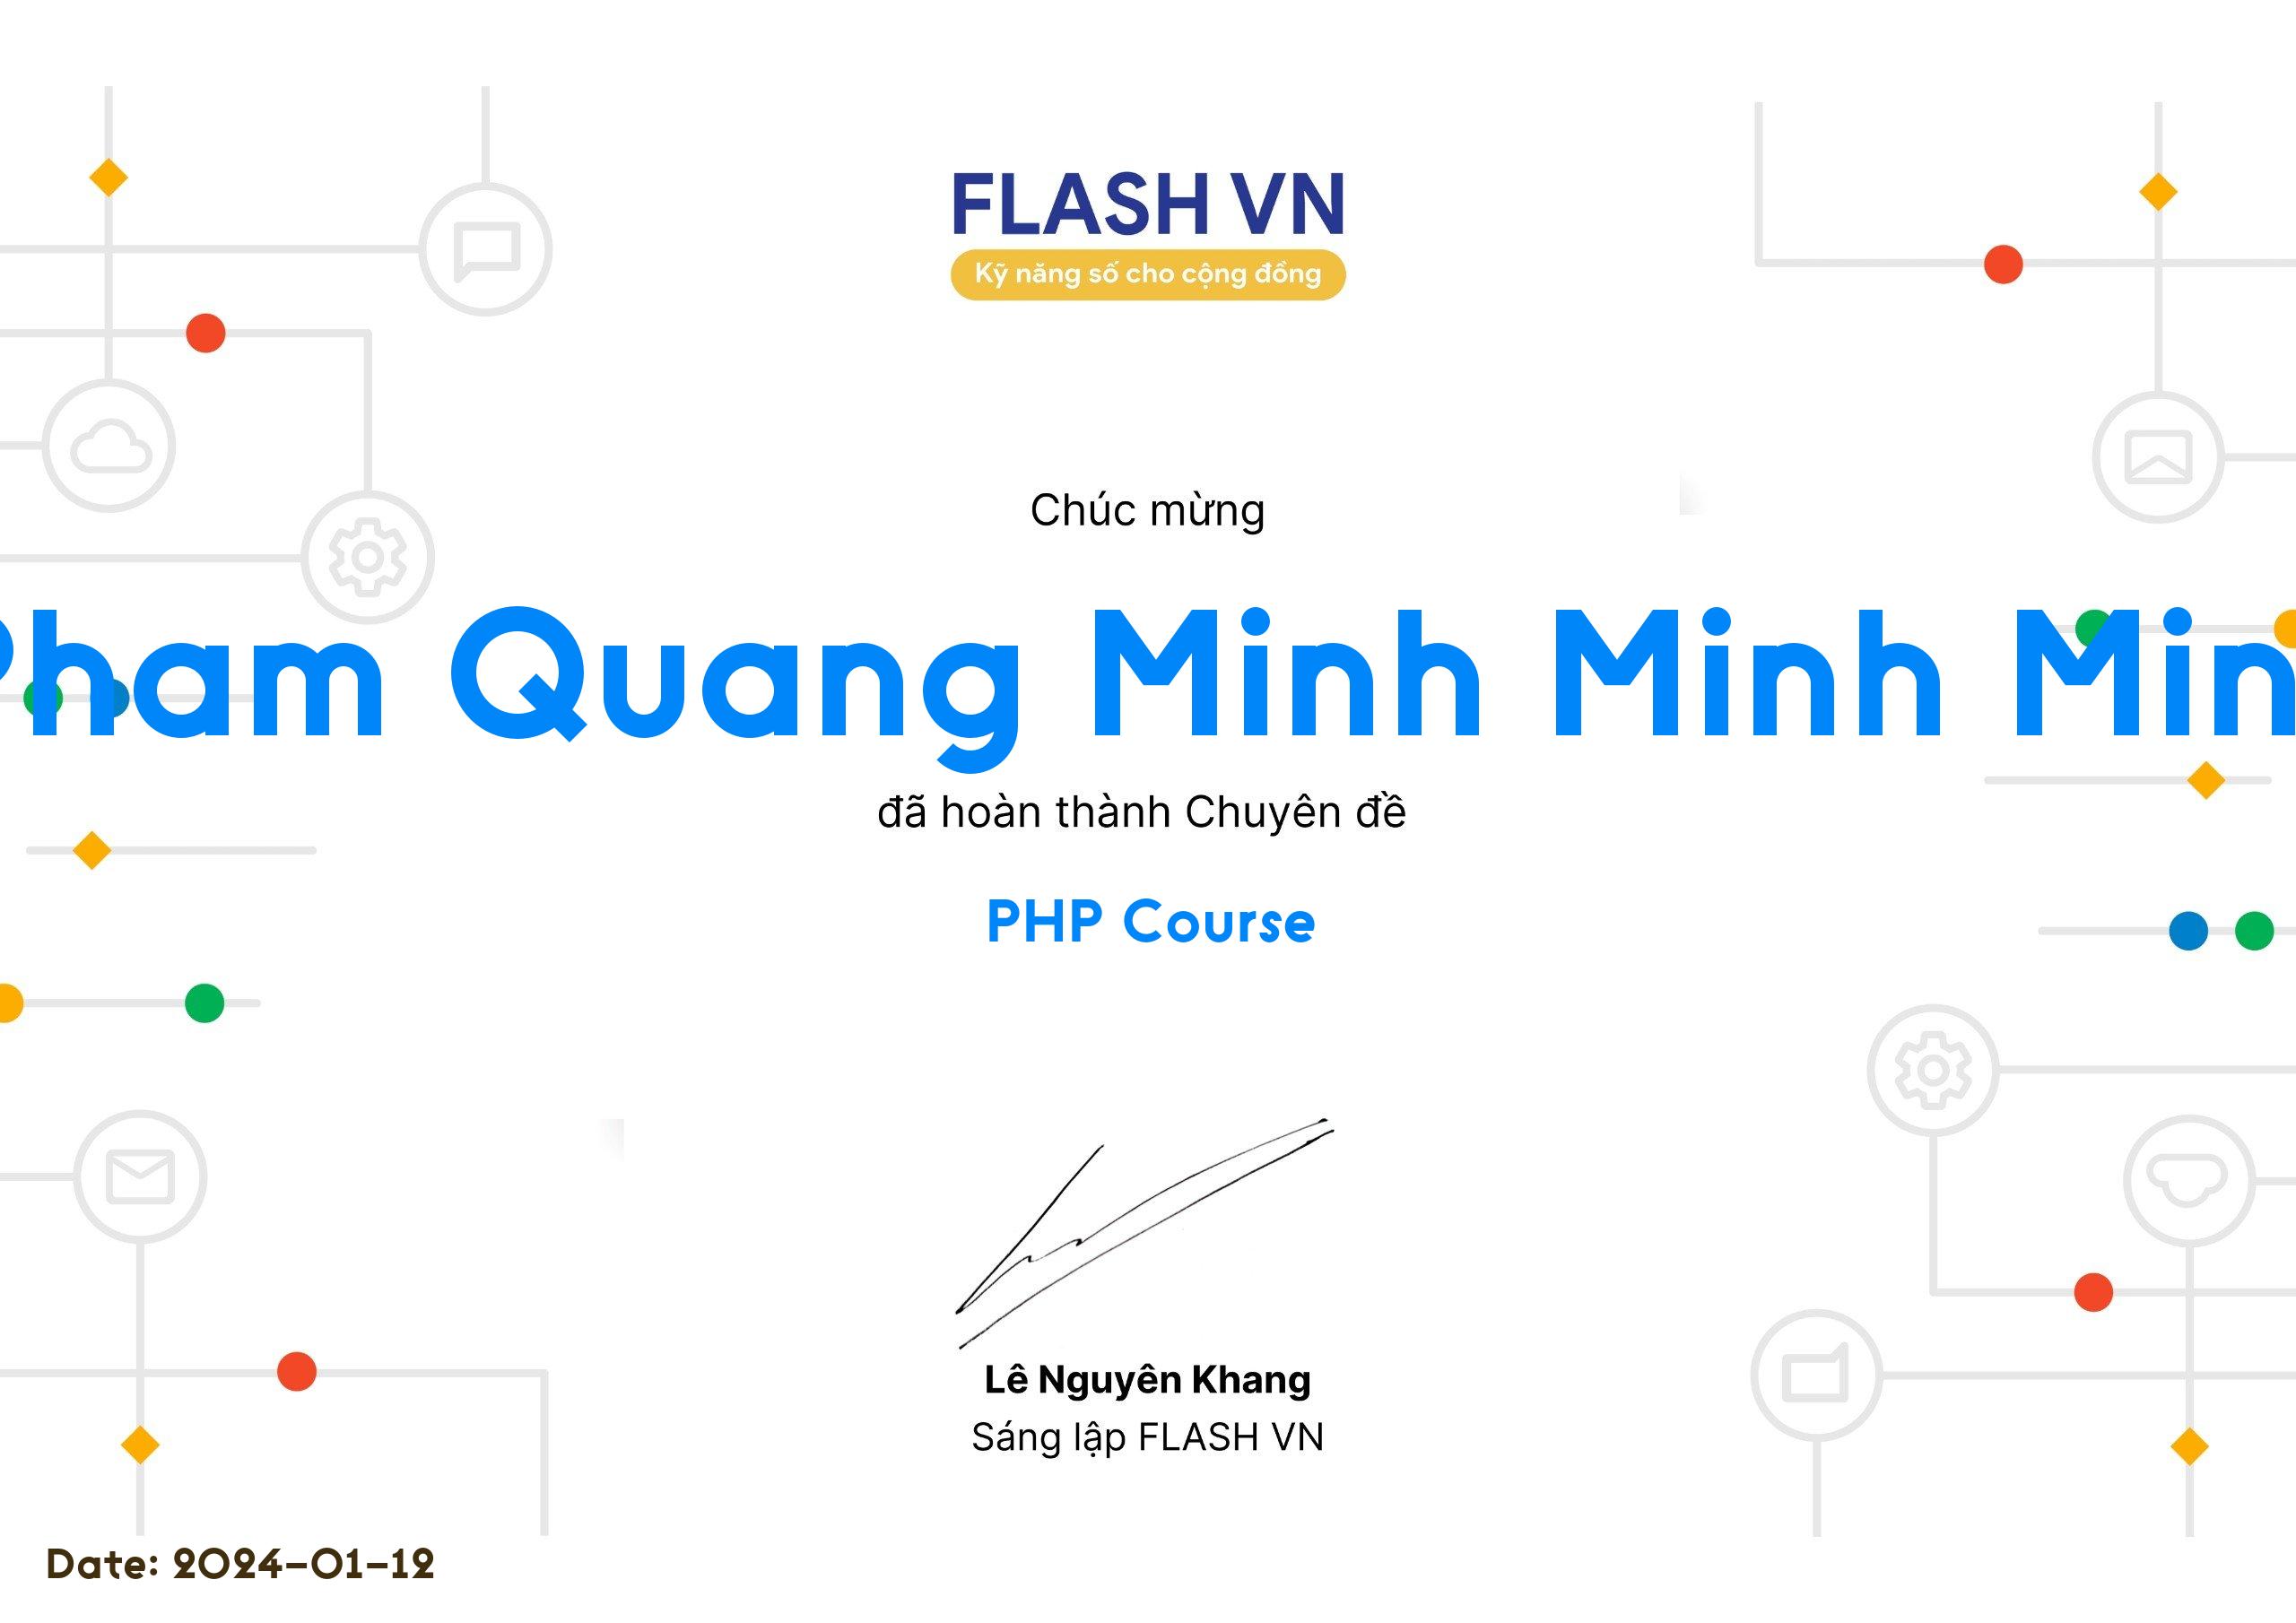 FLASH VN
Kỹ năng số cho cộng đồng
Chúc mừng
Pham Quang Minh Minh Min
đã hoàn thành Chuyên đề
PHP Course
Lê Nguyên Khang
Sáng lập FLASH VN
Date: 2024-01-12